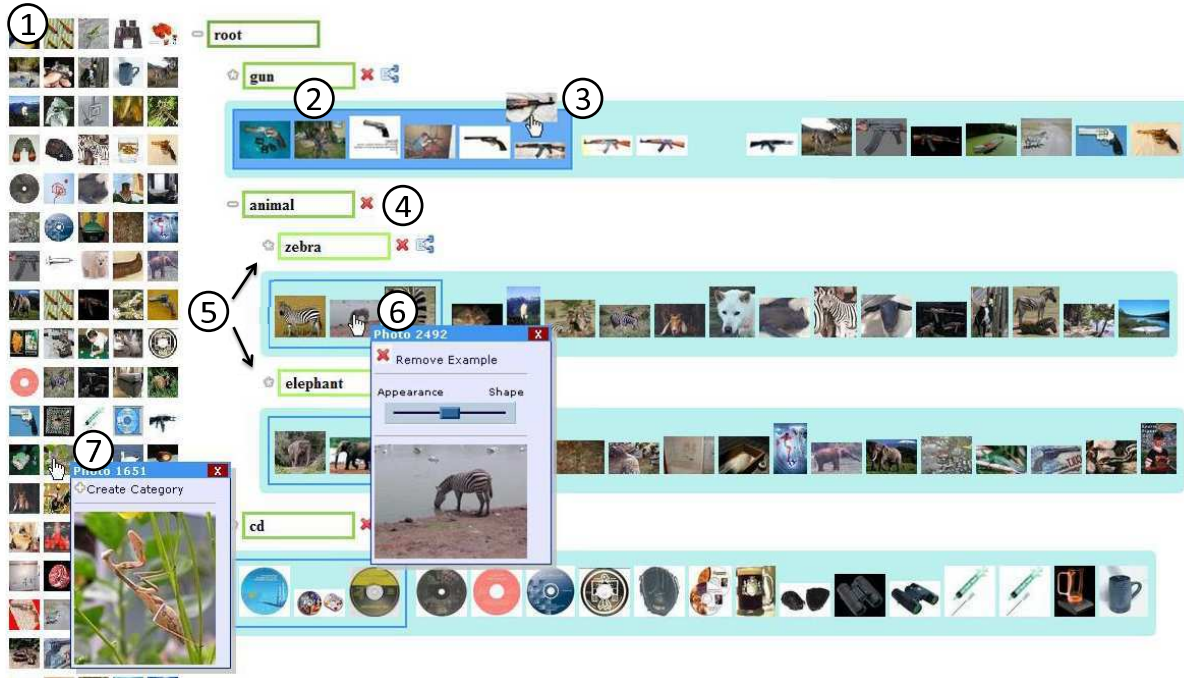 1
root
gun
2
3
animal
4
zebra
5
6
Photo 2492
X
Remove Example
Appearance
Shape
elephant
7
Photo 1651
X
Create Category
cd